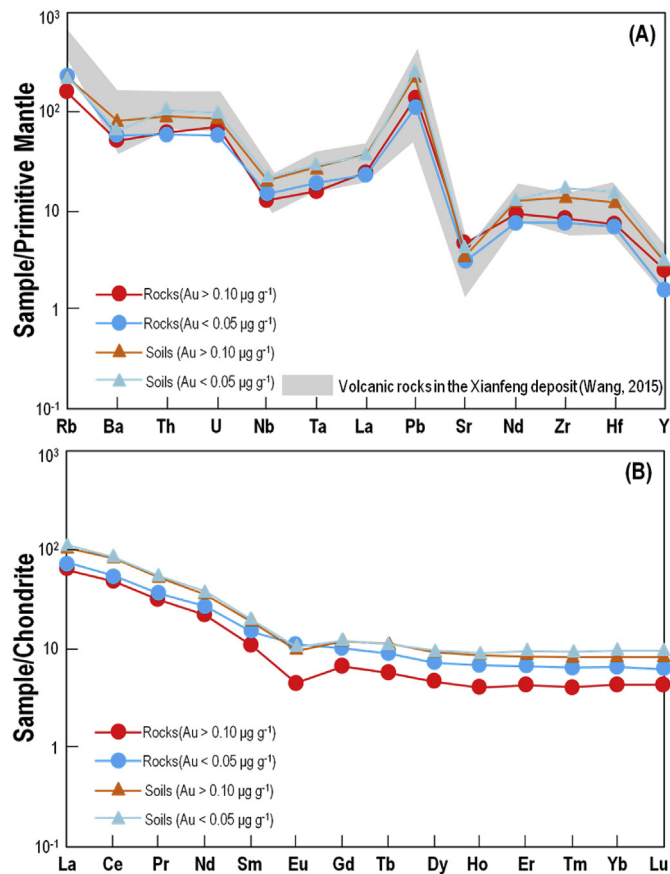 (A)
10³
10²
10
1
10⁻¹
Sample/Primitive Mantle
Rocks(Au > 0.10 µg g⁻¹)
Rocks(Au < 0.05 µg g⁻¹)
Soils (Au > 0.10 µg g⁻¹)
Soils (Au < 0.05 µg g⁻¹)
Volcanic rocks in the Xianfeng deposit (Wang, 2015)
Rb Ba Th U Nb Ta La Pb Sr Nd Zr Hf Y
(B)
10³
10²
10
1
10⁻¹
Sample/Chondrite
Rocks(Au > 0.10 µg g⁻¹)
Rocks(Au < 0.05 µg g⁻¹)
Soils (Au > 0.10 µg g⁻¹)
Soils (Au < 0.05 µg g⁻¹)
La Ce Pr Nd Sm Eu Gd Tb Dy Ho Er Tm Yb Lu